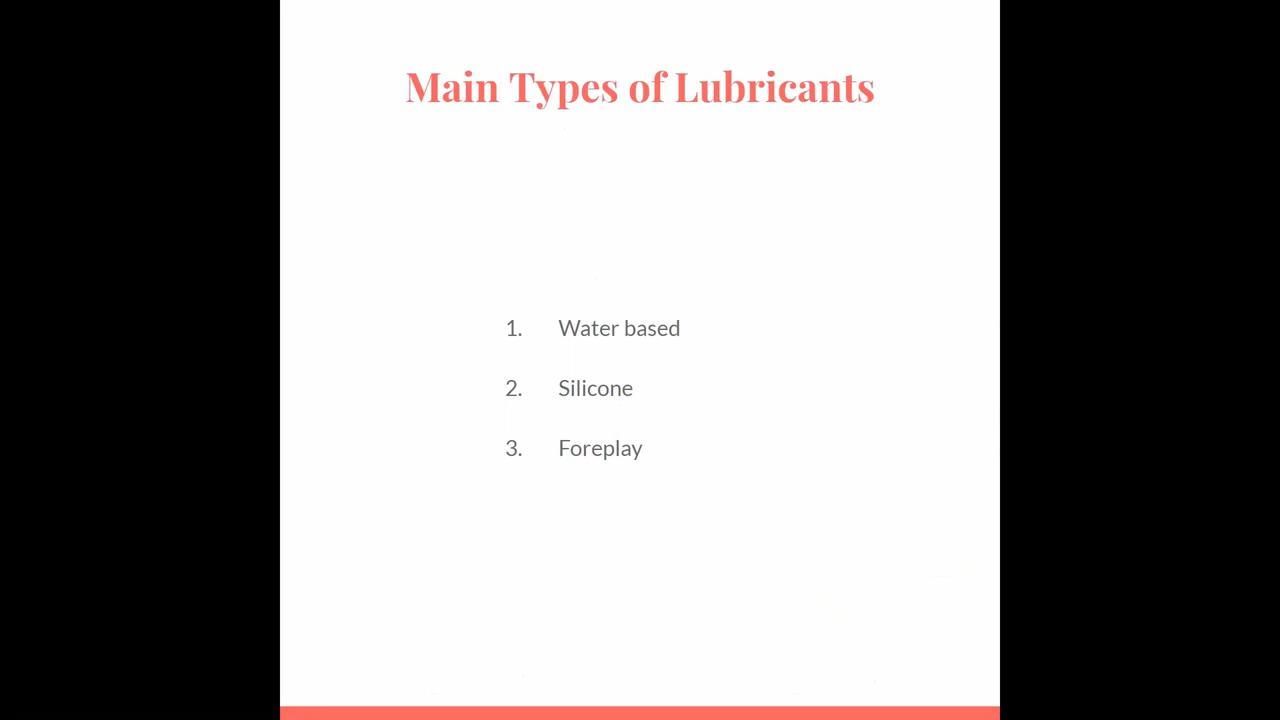 Main Types of Lubricants
1. Water based
2. Silicone
3. Foreplay